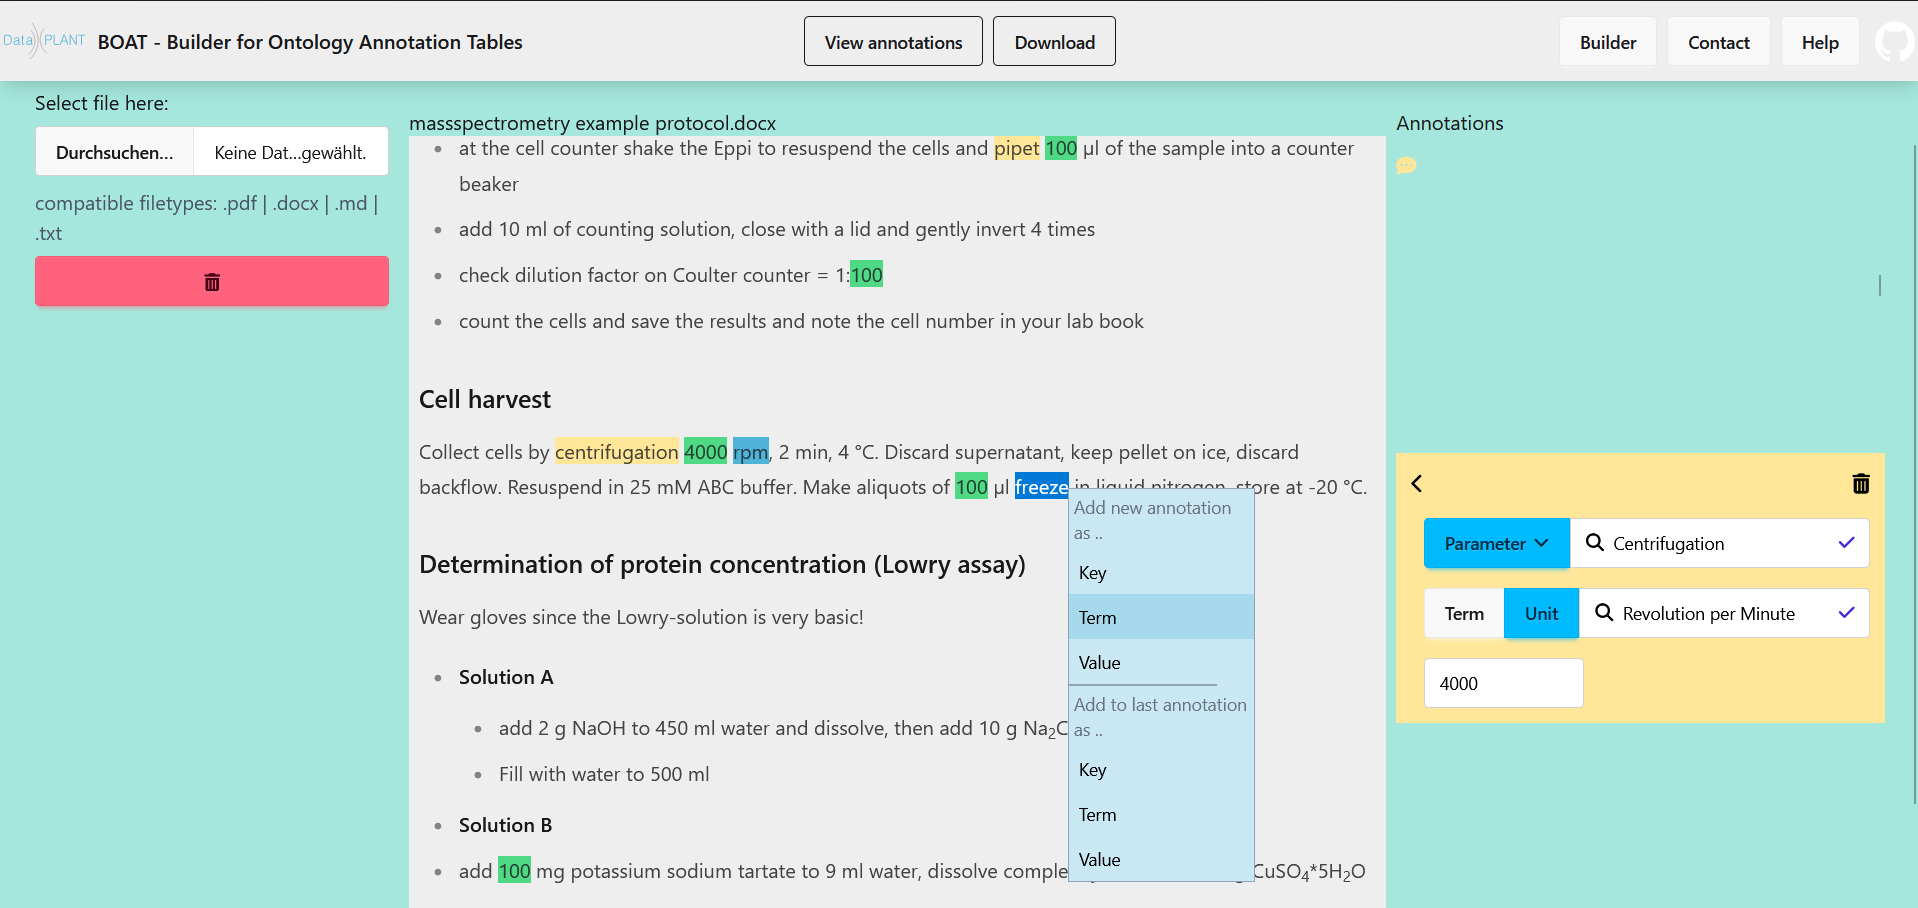 Data PLANT BOAT - Builder for Ontology Annotation Tables
View annotations
Download
Builder
Contact
Help
Select file here:
Durchsuchen... Keine Dat...gewählt.
compatible filetypes: .pdf | .docx | .md |
.txt
massspectrometry example protocol.docx
• at the cell counter shake the Eppi to resuspend the cells and pipet 100 µl of the sample into a counter
beaker
• add 10 ml of counting solution, close with a lid and gently invert 4 times
• check dilution factor on Coulter counter = 1:100
• count the cells and save the results and note the cell number in your lab book
Cell harvest
Collect cells by centrifugation 4000 rpm, 2 min, 4 °C. Discard supernatant, keep pellet on ice, discard
backflow. Resuspend in 25 mM ABC buffer. Make aliquots of 100 µl freeze in liquid nitrogen, store at -20 °C.
Determination of protein concentration (Lowry assay)
Wear gloves since the Lowry-solution is very basic!
• Solution A
• add 2 g NaOH to 450 ml water and dissolve, then add 10 g Na₂C
• Fill with water to 500 ml
• Solution B
• add 100 mg potassium sodium tartate to 9 ml water, dissolve comple CuSO₄*5H₂O
Add new annotation
as ..
Key
Term
Value
Add to last annotation
as ..
Key
Term
Value
Annotations
Parameter Centrifugation
Term Unit Revolution per Minute
4000